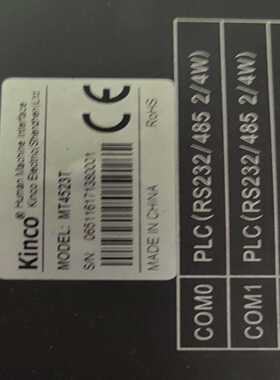 Kinco® Human Machine Interface
Kinco Electric(Shenzhen)Ltd.
MODEL: MT4523T
S/N 0651161713B0001
MADE IN CHINA RoHS
CE
COM0 PLC(RS232/485 2/4W)
COM1 PLC(RS232/485 2/4W)